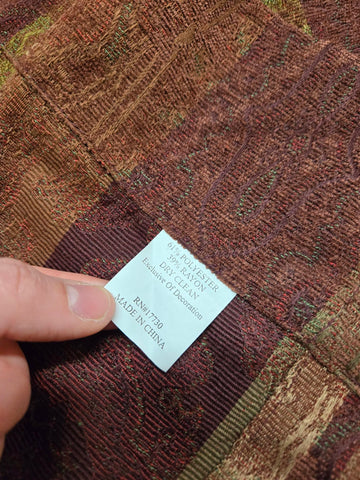 61% POLYESTER
39% RAYON
DRY CLEAN
Exclusive Of Decoration
RN#17730
MADE IN CHINA